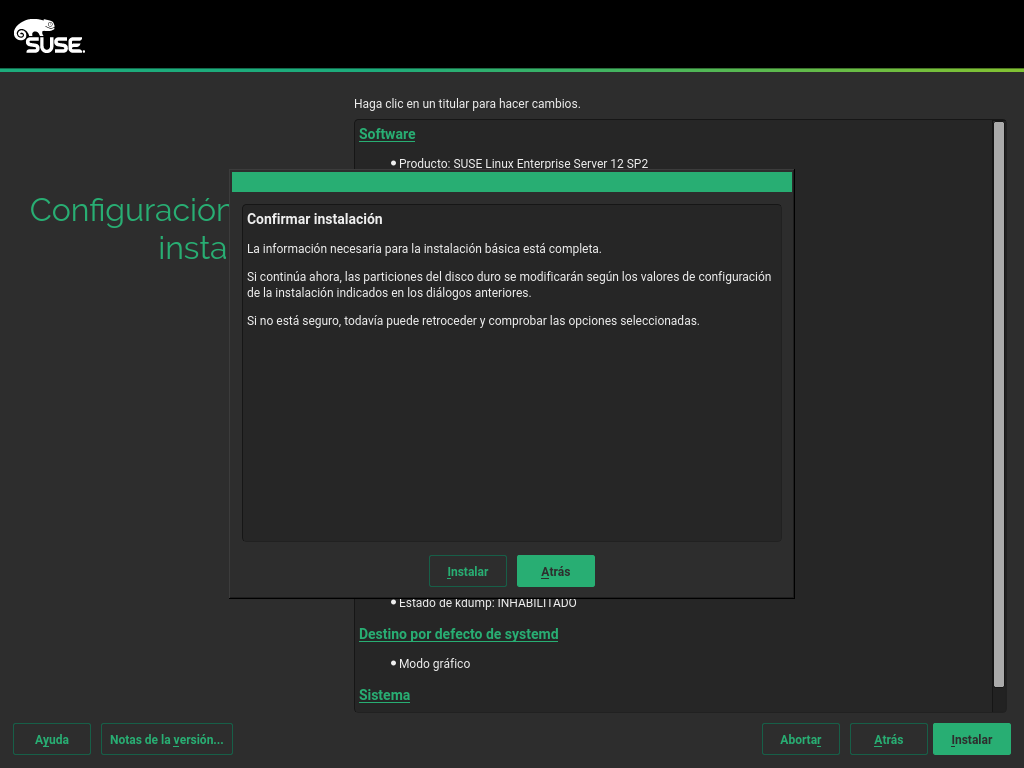 SUSE.
Haga clic en un titular para hacer cambios.
Software
Producto: SUSE Linux Enterprise Server 12 SP2
Configuración
insta
Confirmar instalación
La información necesaria para la instalación básica está completa.
Si continúa ahora, las particiones del disco duro se modificarán según los valores de configuración
de la instalación indicados en los diálogos anteriores.
Si no está seguro, todavía puede retroceder y comprobar las opciones seleccionadas.
Instalar Atrás
Estado de kdump: INHABILITADO
Destino por defecto de systemd
Modo gráfico
Sistema
Ayuda Notas de la versión... Abortar Atrás Instalar